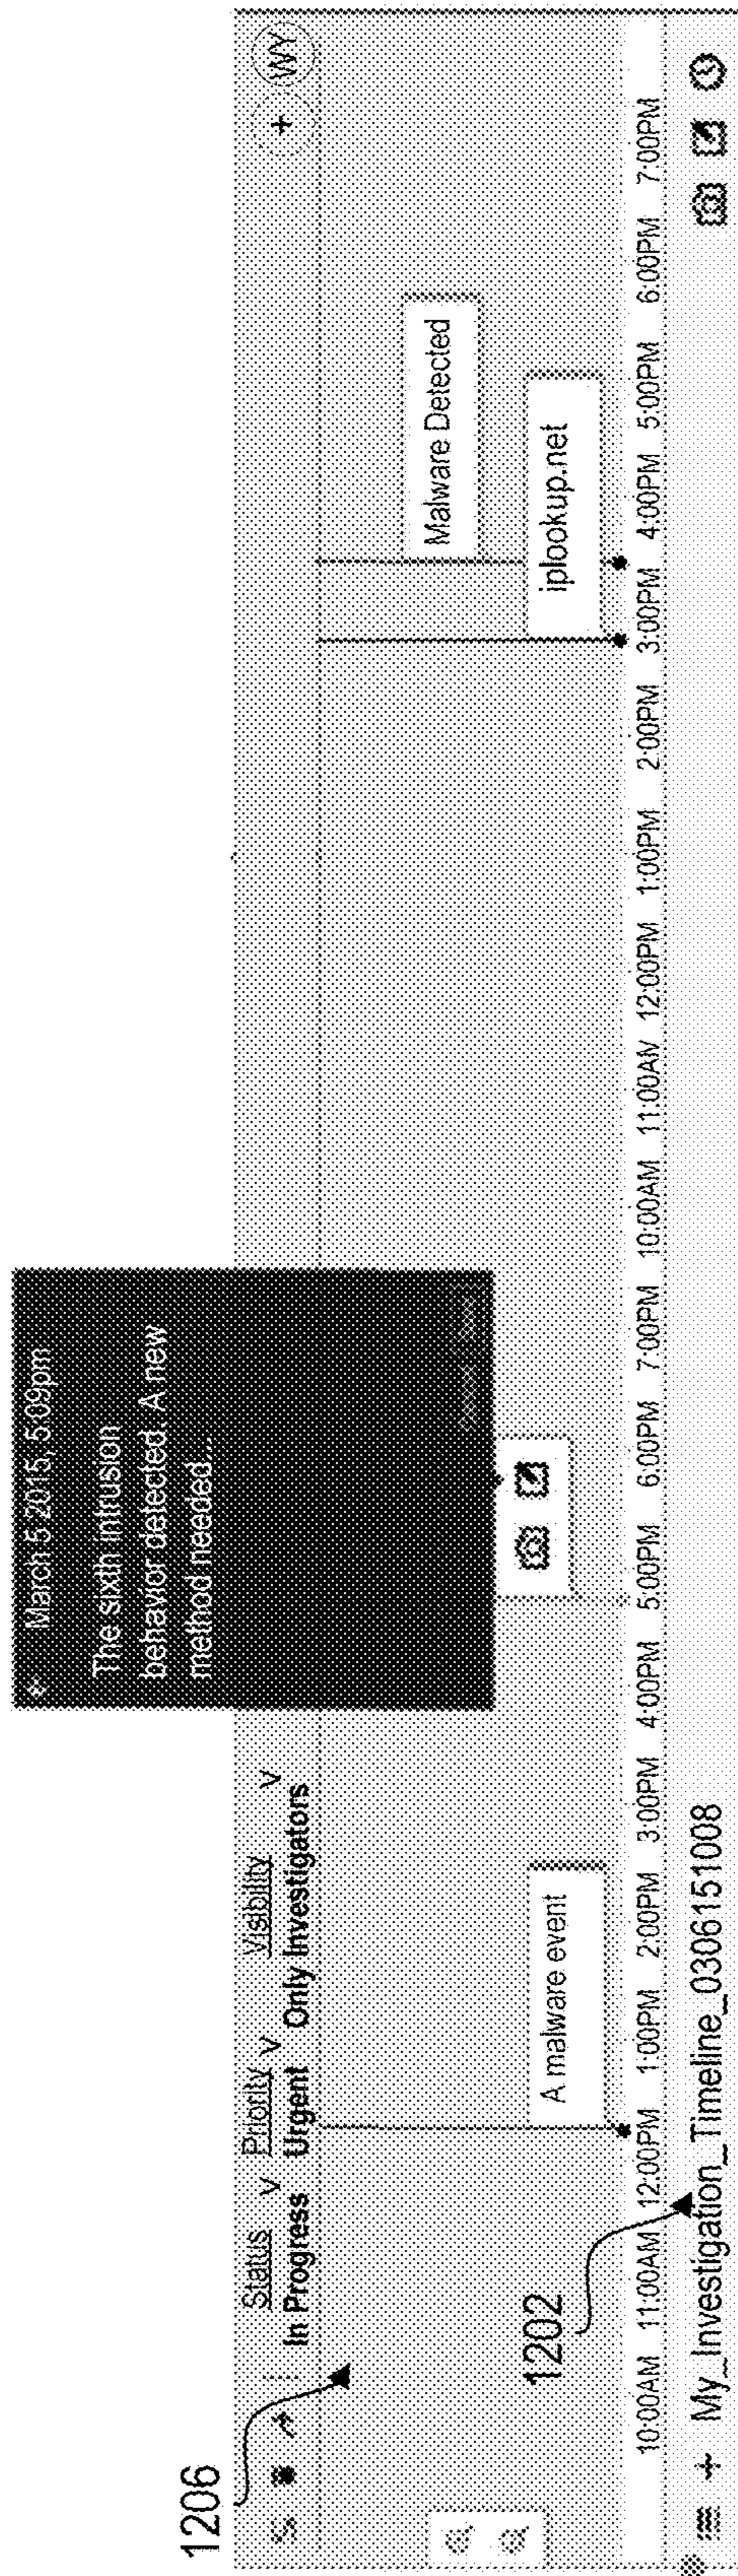 March 5 2015, 5:09pm
The sixth intrusion
behavior detected. A new
method needed...
1206
Status v Priority v Visibility v
In Progress Urgent Only Investigators
+ WY
Malware Detected
A malware event
iplookup.net
1202
10:00AM 11:00AM 12:00PM 1:00PM 2:00PM 3:00PM 4:00PM 5:00PM 6:00PM 7:00PM 10:00AM 11:00AM 12:00PM 1:00PM 2:00PM 3:00PM 4:00PM 5:00PM 6:00PM 7:00PM
+ My_Investigation_Timeline_0306151008